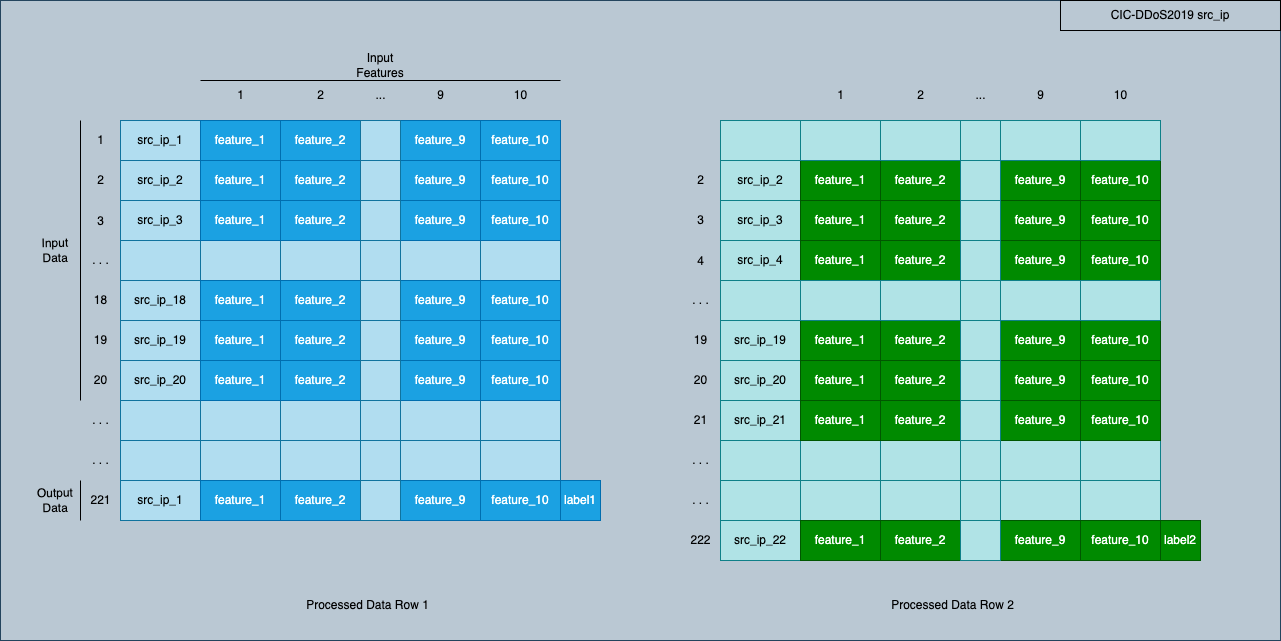 CIC-DDoS2019 src_ip
Input
Features
1 2 ... 9 10
1 src_ip_1 feature_1 feature_2 feature_9 feature_10
2 src_ip_2 feature_1 feature_2 feature_9 feature_10
3 src_ip_3 feature_1 feature_2 feature_9 feature_10
Input
Data
. . .
18 src_ip_18 feature_1 feature_2 feature_9 feature_10
19 src_ip_19 feature_1 feature_2 feature_9 feature_10
20 src_ip_20 feature_1 feature_2 feature_9 feature_10
. . .
. . .
Output
Data
221 src_ip_1 feature_1 feature_2 feature_9 feature_10 label1
Processed Data Row 1
1 2 ... 9 10
2 src_ip_2 feature_1 feature_2 feature_9 feature_10
3 src_ip_3 feature_1 feature_2 feature_9 feature_10
4 src_ip_4 feature_1 feature_2 feature_9 feature_10
. . .
19 src_ip_19 feature_1 feature_2 feature_9 feature_10
20 src_ip_20 feature_1 feature_2 feature_9 feature_10
21 src_ip_21 feature_1 feature_2 feature_9 feature_10
. . .
. . .
222 src_ip_22 feature_1 feature_2 feature_9 feature_10 label2
Processed Data Row 2